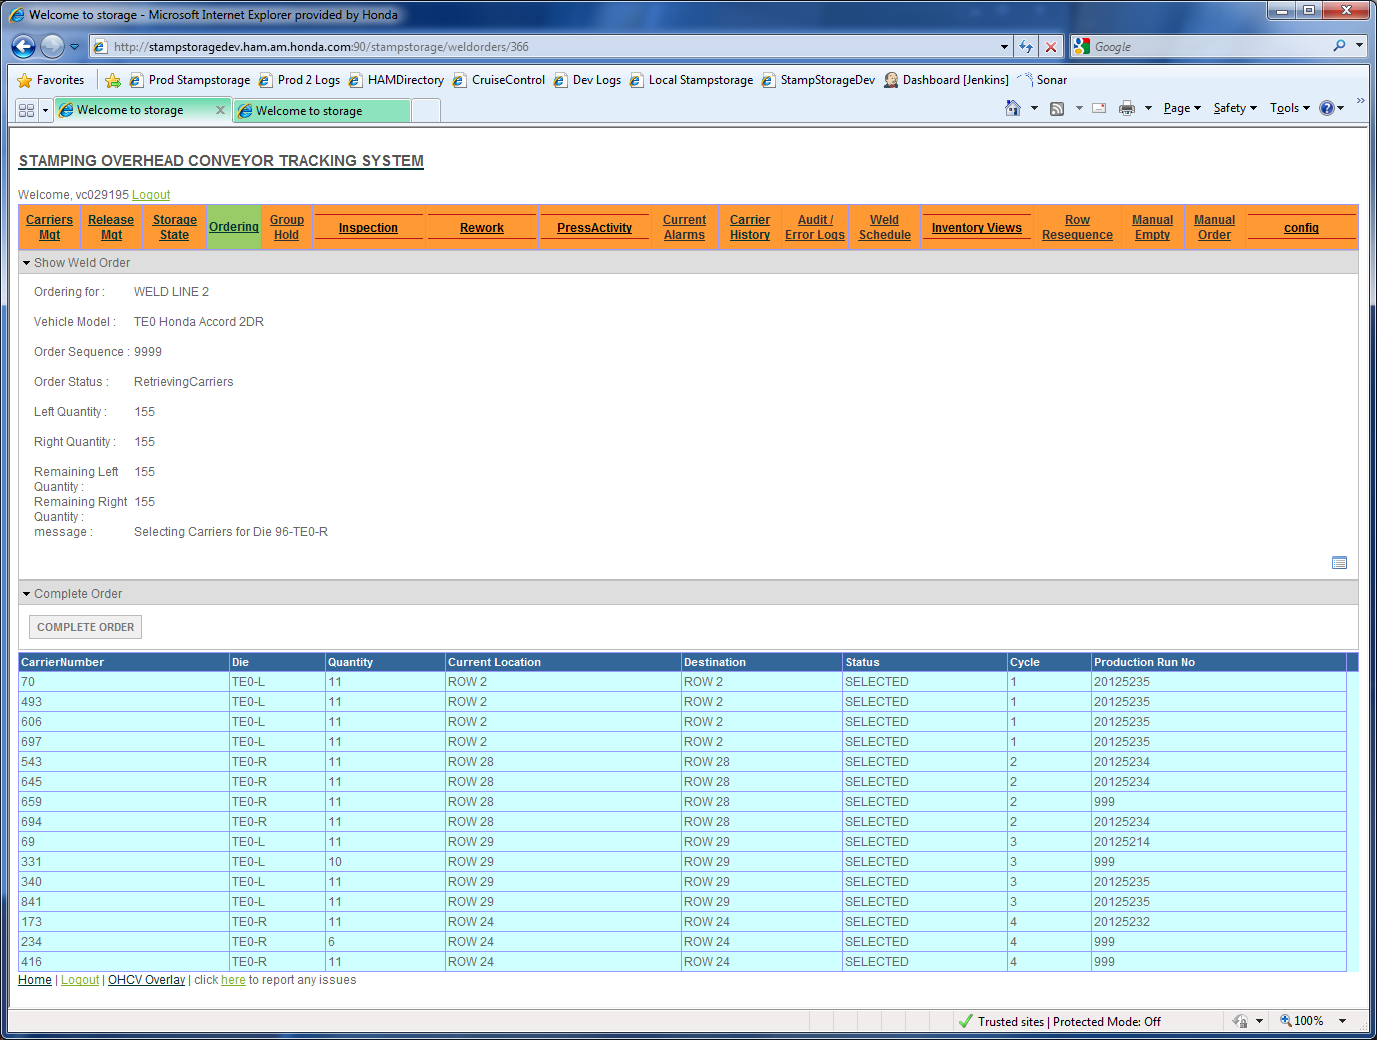 Welcome to storage - Microsoft Internet Explorer provided by Honda
http://stampstoragedev.ham.am.honda.com:90/stampstorage/weldorders/366
Google
Favorites Prod Stampstorage Prod 2 Logs HAMDirectory CruiseControl Dev Logs Local Stampstorage StampStorageDev Dashboard [Jenkins] Sonar
Welcome to storage Welcome to storage Page Safety Tools
STAMPING OVERHEAD CONVEYOR TRACKING SYSTEM
Welcome, vc029195 Logout
Carriers Mgt Release Mgt Storage State Ordering Group Hold Inspection Rework PressActivity Current Alarms Carrier History Audit / Error Logs Weld Schedule Inventory Views Row Resequence Manual Empty Manual Order config
Show Weld Order
Ordering for : WELD LINE 2
Vehicle Model : TE0 Honda Accord 2DR
Order Sequence : 9999
Order Status : RetrievingCarriers
Left Quantity : 155
Right Quantity : 155
Remaining Left Quantity : 155
Remaining Right Quantity : 155
message : Selecting Carriers for Die 96-TE0-R
Complete Order
COMPLETE ORDER
CarrierNumber Die Quantity Current Location Destination Status Cycle Production Run No
70 TE0-L 11 ROW 2 ROW 2 SELECTED 1 20125235
493 TE0-L 11 ROW 2 ROW 2 SELECTED 1 20125235
606 TE0-L 11 ROW 2 ROW 2 SELECTED 1 20125235
697 TE0-L 11 ROW 2 ROW 2 SELECTED 1 20125235
543 TE0-R 11 ROW 28 ROW 28 SELECTED 2 20125234
645 TE0-R 11 ROW 28 ROW 28 SELECTED 2 20125234
659 TE0-R 11 ROW 28 ROW 28 SELECTED 2 999
694 TE0-R 11 ROW 28 ROW 28 SELECTED 2 20125234
69 TE0-L 11 ROW 29 ROW 29 SELECTED 3 20125214
331 TE0-L 10 ROW 29 ROW 29 SELECTED 3 999
340 TE0-L 11 ROW 29 ROW 29 SELECTED 3 20125235
841 TE0-L 11 ROW 29 ROW 29 SELECTED 3 20125235
173 TE0-R 11 ROW 24 ROW 24 SELECTED 4 20125232
234 TE0-R 6 ROW 24 ROW 24 SELECTED 4 999
416 TE0-R 11 ROW 24 ROW 24 SELECTED 4 999
Home | Logout | OHCV Overlay | click here to report any issues
Trusted sites | Protected Mode: Off 100%